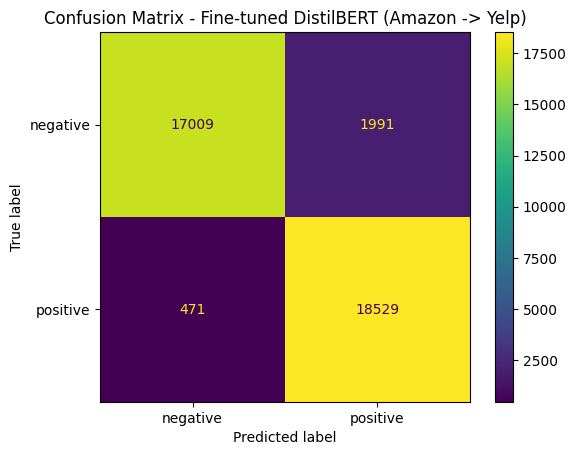 Confusion Matrix - Fine-tuned DistilBERT (Amazon -> Yelp)
True label
negative
positive
17009
1991
471
18529
negative
positive
Predicted label
17500
15000
12500
10000
7500
5000
2500